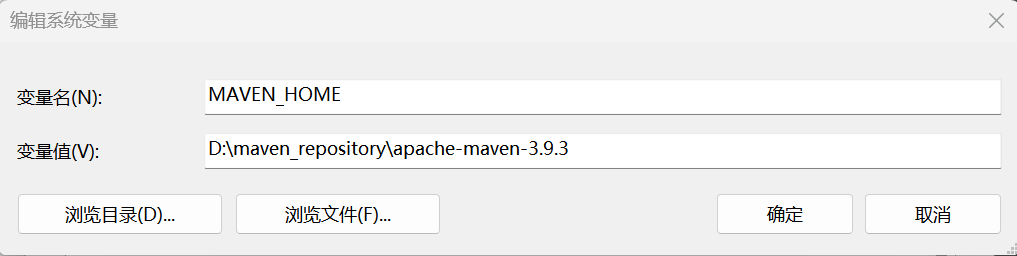 编辑系统变量
变量名(N): MAVEN_HOME
变量值(V): D:\maven_repository\apache-maven-3.9.3
浏览目录(D)... 浏览文件(F)... 确定 取消